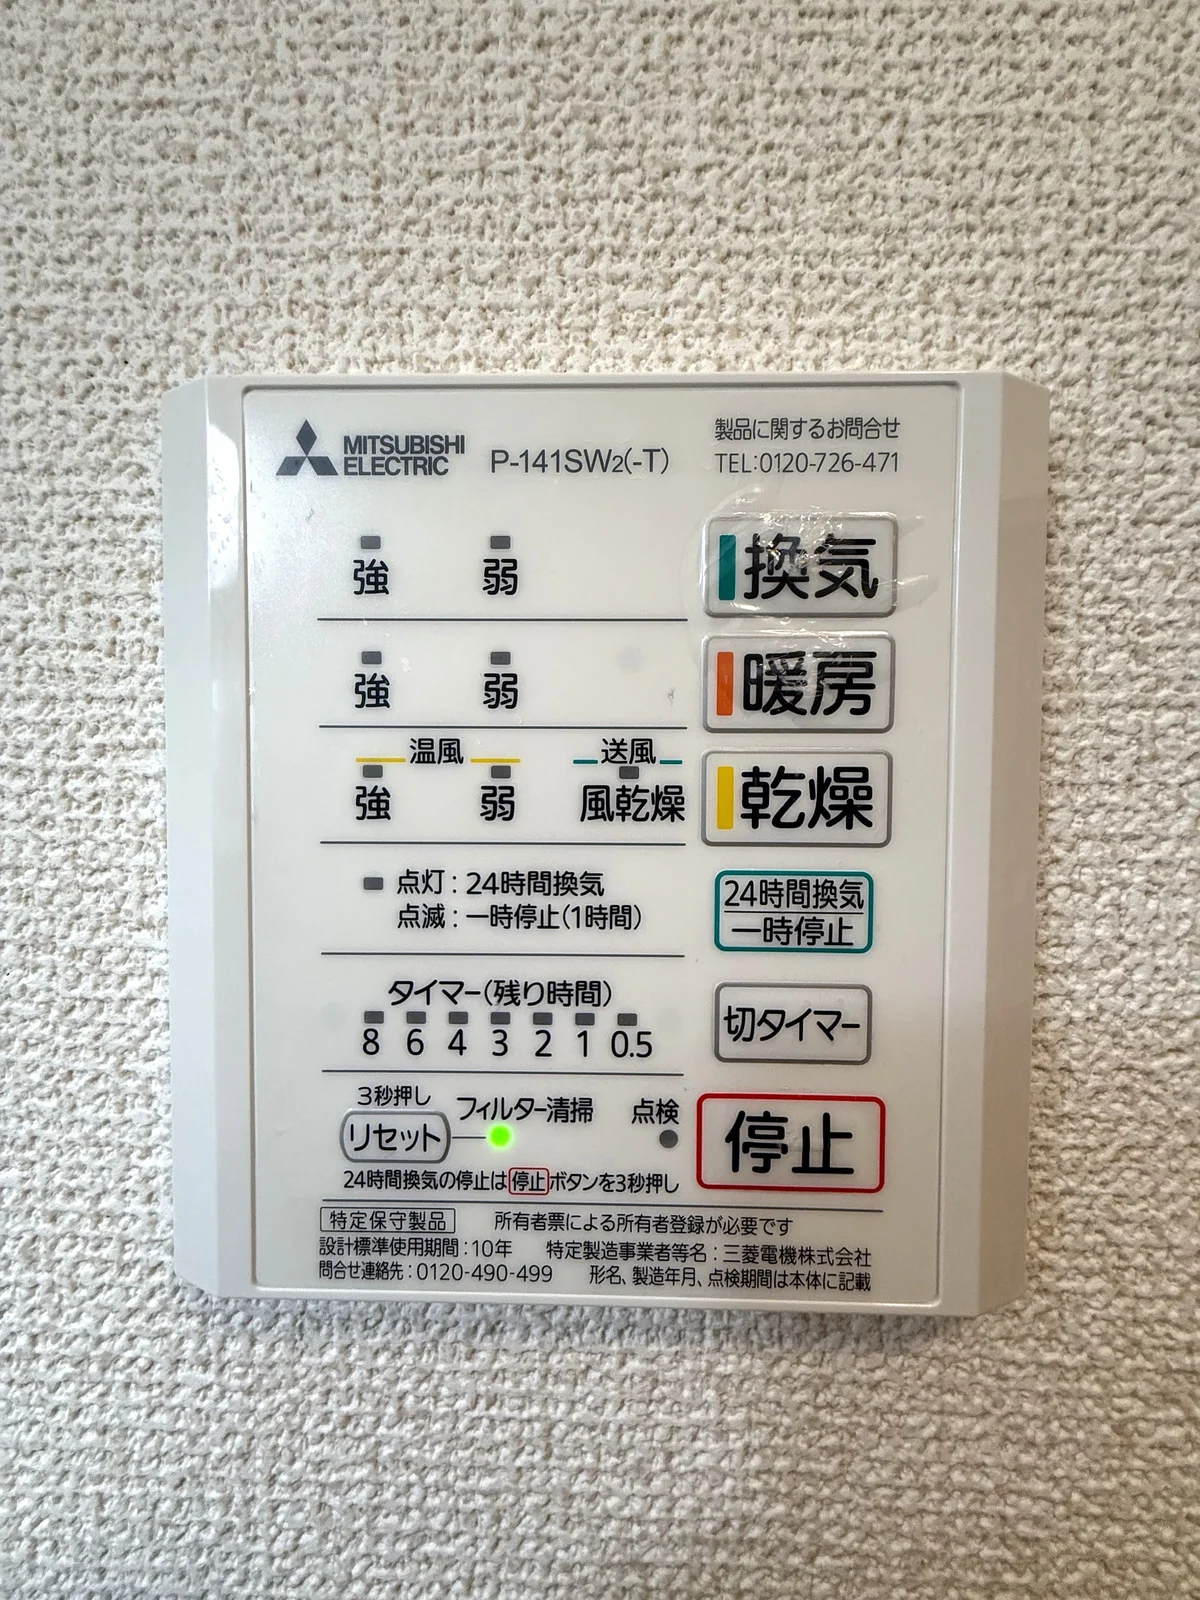 MITSUBISHI
ELECTRIC
P-141SW2(-T)
製品に関するお問合せ
TEL:0120-726-471
強 弱 換気
強 弱 暖房
温風 送風
強 弱 風乾燥 乾燥
点灯:24時間換気
点滅:一時停止(1時間)
24時間換気
一時停止
タイマー(残り時間)
8 6 4 3 2 1 0.5
切タイマー
3秒押し
リセット フィルター清掃 点検
停止
24時間換気の停止は停止ボタンを3秒押し
特定保守製品 所有者票による所有者登録が必要です
設計標準使用期間:10年 特定製造事業者等名:三菱電機株式会社
問合せ連絡先:0120-490-499 形名、製造年月、点検期間は本体に記載